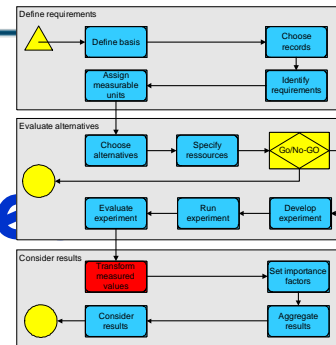 Define requirements
Define basis
Choose
records
Assign
measurable
units
Identify
requirements
Evaluate alternatives
Choose
alternatives
Specify
ressources
Go/No-GO
Evaluate
experiment
Run
experiment
Develop
experiment
Consider results
Transform
measured
values
Set importance
factors
Consider
results
Aggregate
results